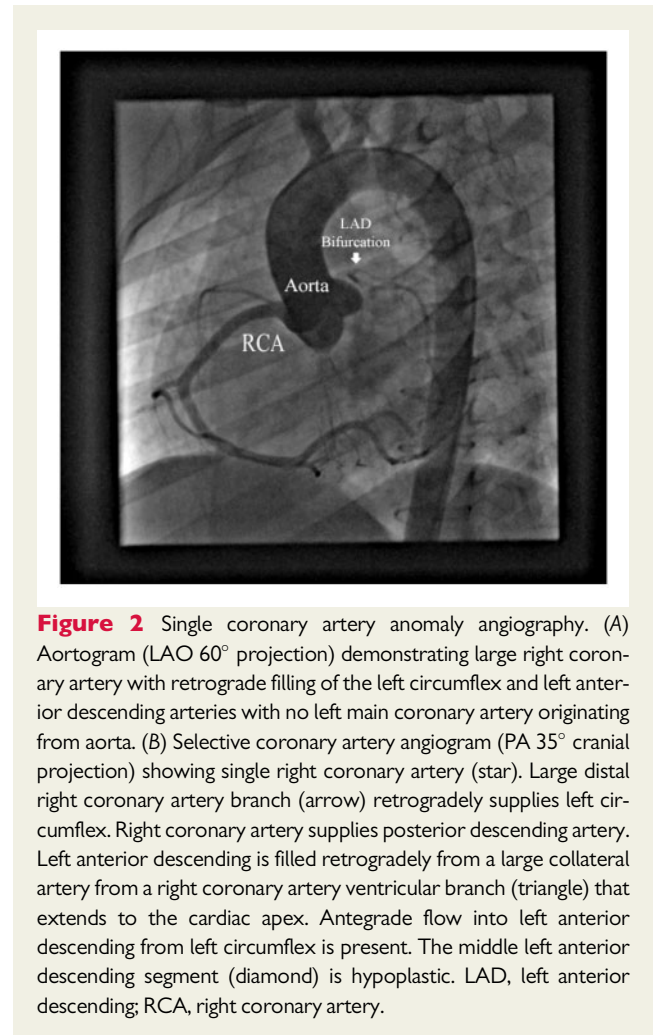 LAD
Bifurcation
Aorta
RCA
Figure 2 Single coronary artery anomaly angiography. (A)
Aortogram (LAO 60° projection) demonstrating large right coron-
ary artery with retrograde filling of the left circumflex and left anter-
ior descending arteries with no left main coronary artery originating
from aorta. (B) Selective coronary artery angiogram (PA 35° cranial
projection) showing single right coronary artery (star). Large distal
right coronary artery branch (arrow) retrogradely supplies left cir-
cumflex. Right coronary artery supplies posterior descending artery.
Left anterior descending is filled retrogradely from a large collateral
artery from a right coronary artery ventricular branch (triangle) that
extends to the cardiac apex. Antegrade flow into left anterior
descending from left circumflex is present. The middle left anterior
descending segment (diamond) is hypoplastic. LAD, left anterior
descending; RCA, right coronary artery.